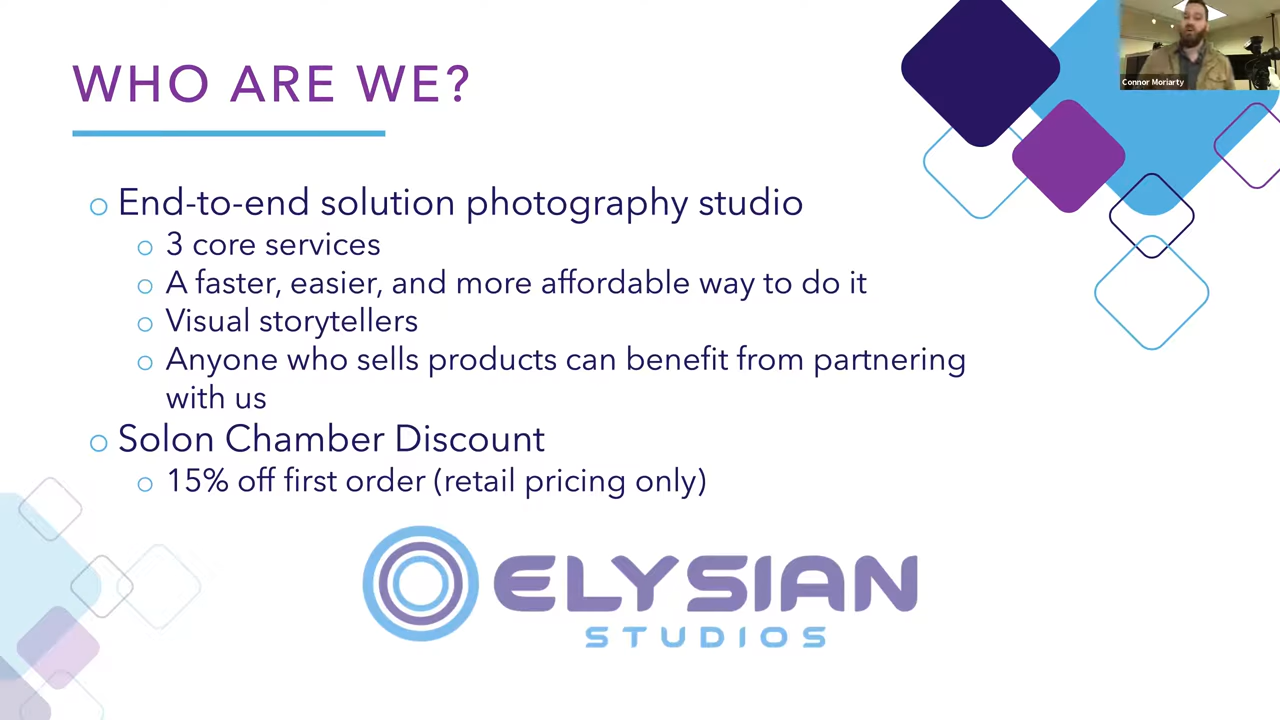 WHO ARE WE?
Connor Moriarty
End-to-end solution photography studio
3 core services
A faster, easier, and more affordable way to do it
Visual storytellers
Anyone who sells products can benefit from partnering
with us
Solon Chamber Discount
15% off first order (retail pricing only)
ELYSIAN
STUDIOS